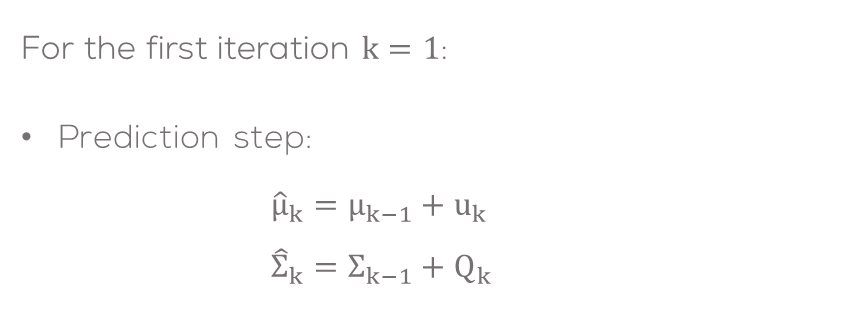 For the first iteration k = 1:
• Prediction step:
μ̂ₖ = μₖ₋₁ + uₖ
Σ̂ₖ = Σₖ₋₁ + Qₖ